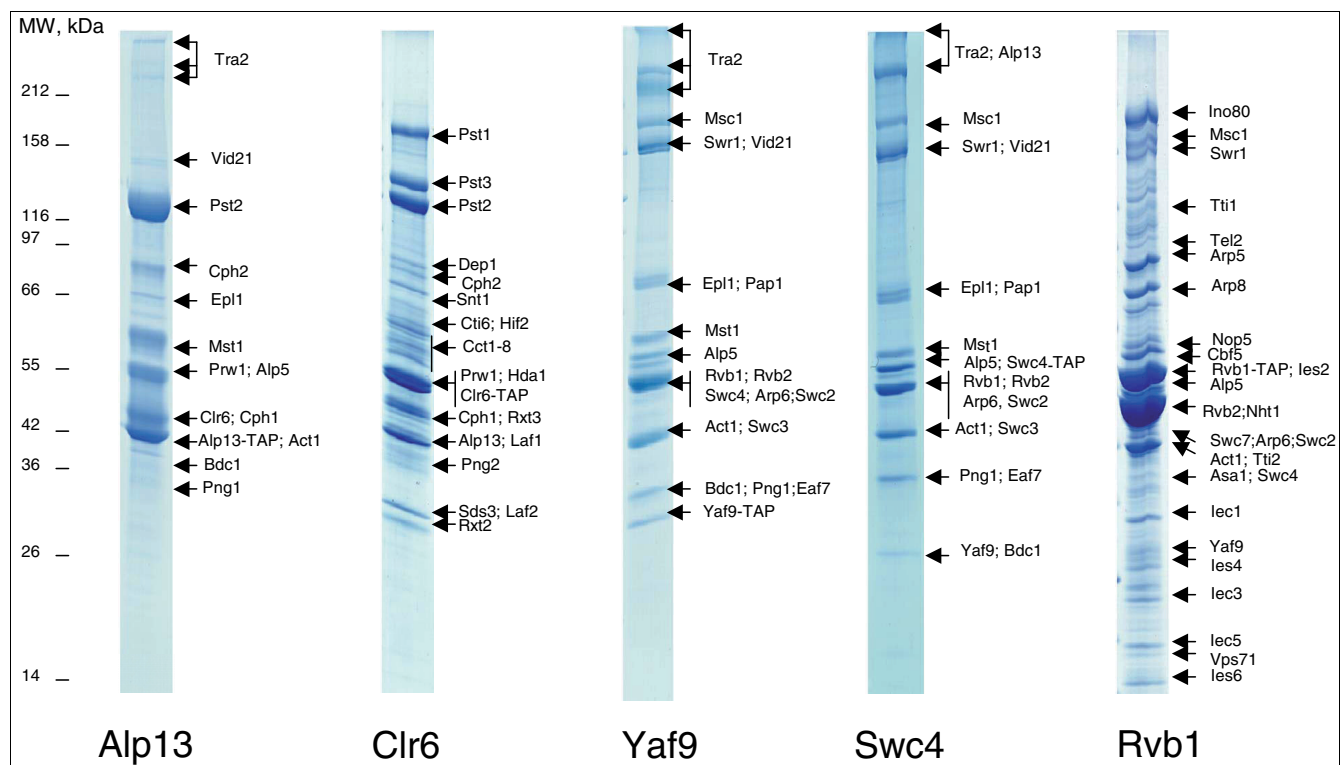 MW, kDa
212
158
116
97
66
55
42
36
26
14
Tra2
Vid21
Pst2
Cph2
Epl1
Mst1
Prw1; Alp5
Clr6; Cph1
Alp13-TAP; Act1
Bdc1
Png1
Alp13
Pst1
Pst3
Pst2
Dep1
Cph2
Snt1
Cti6; Hif2
Cct1-8
Prw1; Hda1
Clr6-TAP
Cph1; Rxt3
Alp13; Laf1
Png2
Sds3; Laf2
Rxt2
Clr6
Tra2
Msc1
Swr1; Vid21
Epl1; Pap1
Mst1
Alp5
Rvb1; Rvb2
Swc4; Arp6;Swc2
Act1; Swc3
Bdc1; Png1;Eaf7
Yaf9-TAP
Yaf9
Tra2; Alp13
Msc1
Swr1; Vid21
Epl1; Pap1
Mst1
Alp5; Swc4-TAP
Rvb1; Rvb2
Arp6, Swc2
Act1; Swc3
Png1; Eaf7
Yaf9; Bdc1
Swc4
Ino80
Msc1
Swr1
Tti1
Tel2
Arp5
Arp8
Nop5
Cbf5
Rvb1-TAP; Ies2
Alp5
Rvb2;Nht1
Swc7;Arp6;Swc2
Act1; Tti2
Asa1; Swc4
Iec1
Yaf9
Ies4
Iec3
Iec5
Vps71
Ies6
Rvb1